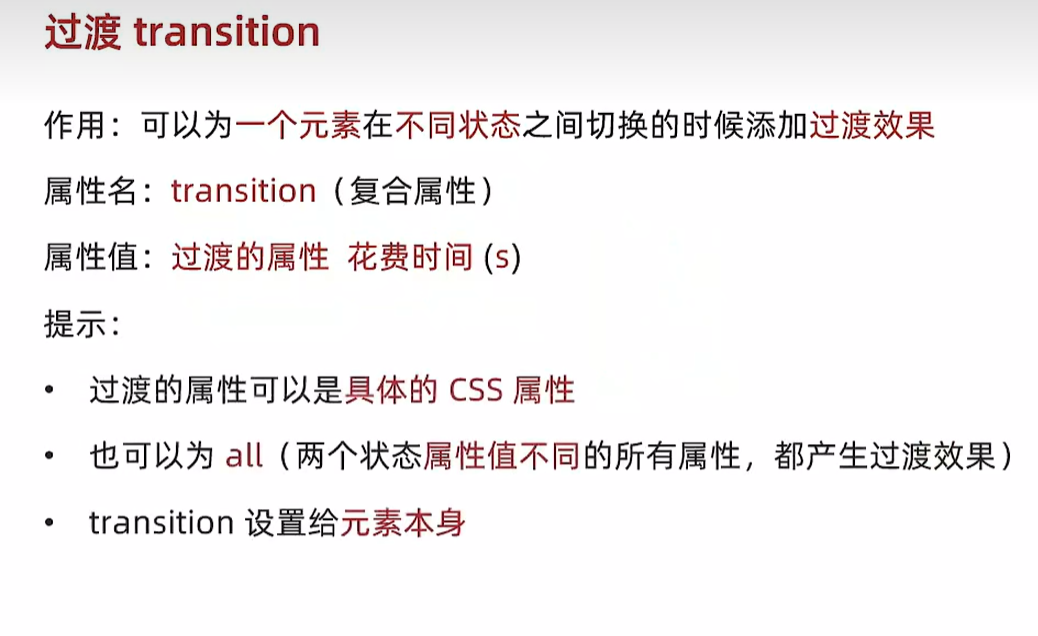 过渡 transition
作用：可以为一个元素在不同状态之间切换的时候添加过渡效果
属性名：transition（复合属性）
属性值：过渡的属性 花费时间 (s)
提示：
• 过渡的属性可以是具体的 CSS 属性
• 也可以为 all（两个状态属性值不同的所有属性，都产生过渡效果）
• transition 设置给元素本身